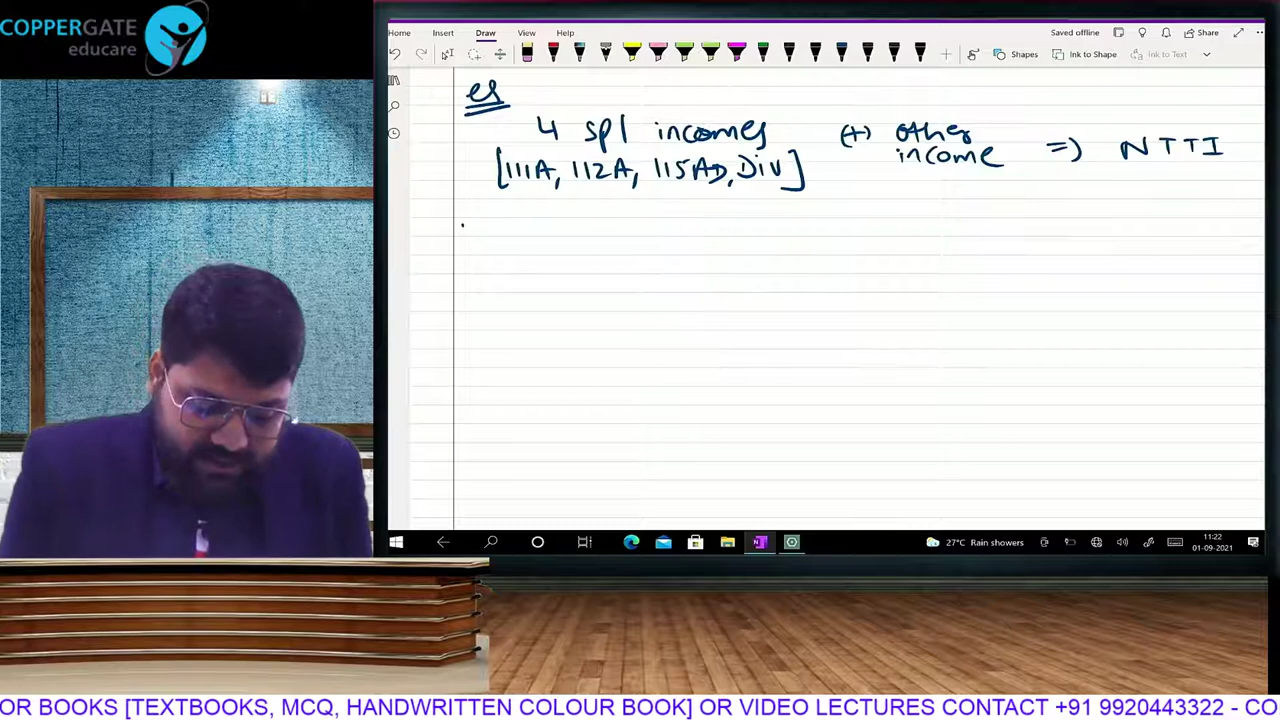 COPPERGATE
educare
Home Insert Draw View Help
Saved offline
Share
Shapes
Ink to Shape
Ink to Text
eg
4 spl incomes (+) other income => NTTI
[111A, 112A, 115AD, Div]
27°C Rain showers
11:22
01-09-2021
OR BOOKS [TEXTBOOKS, MCQ, HANDWRITTEN COLOUR BOOK] OR VIDEO LECTURES CONTACT +91 9920443322 - CO